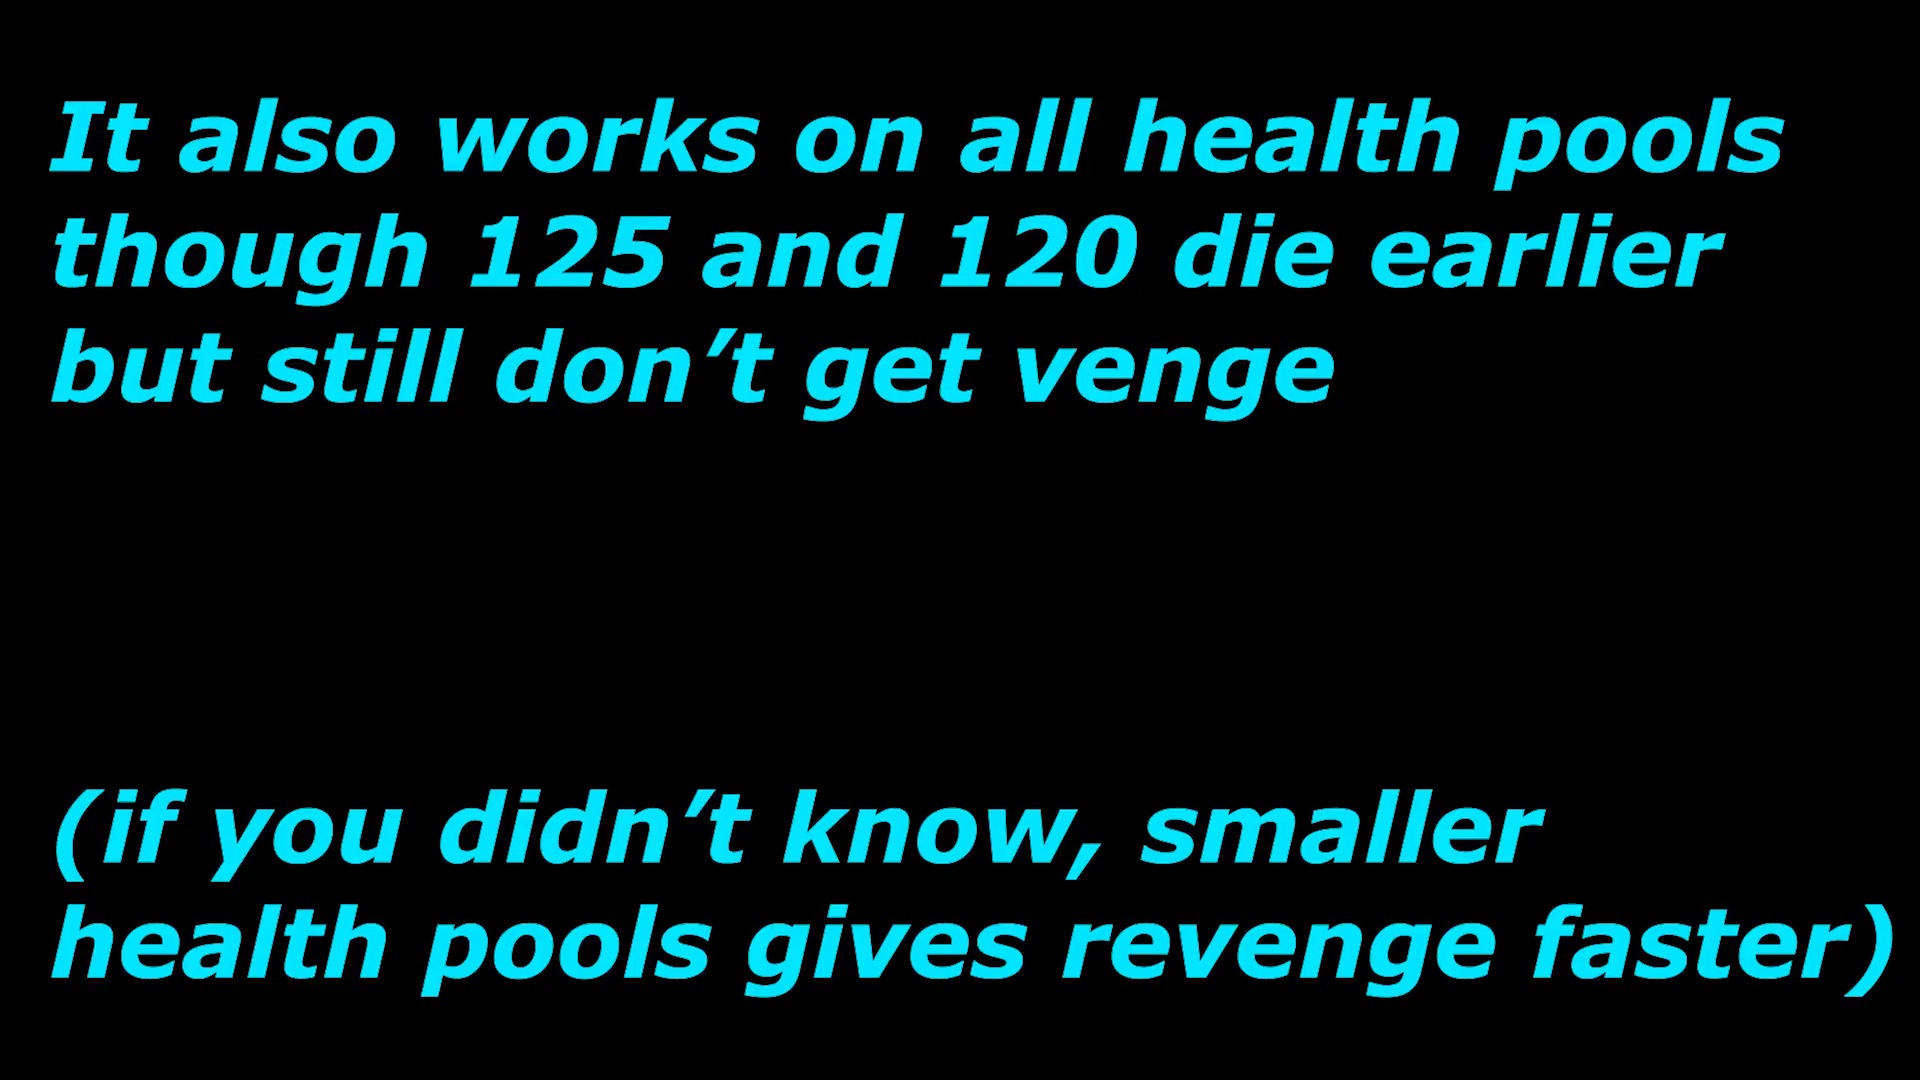 It also works on all health pools
though 125 and 120 die earlier
but still don’t get venge
(if you didn’t know, smaller
health pools gives revenge faster)